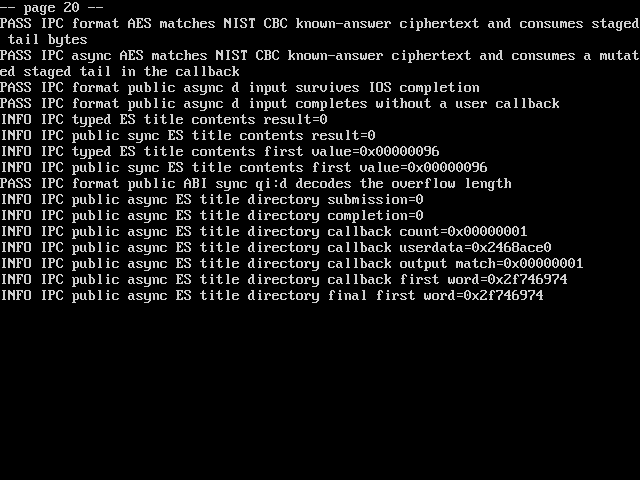 -- page 20 --
PASS IPC format AES matches NIST CBC known-answer ciphertext and consumes staged
 tail bytes
PASS IPC async AES matches NIST CBC known-answer ciphertext and consumes a mutat
ed staged tail in the callback
PASS IPC format public async d input survives IOS completion
PASS IPC format public async d input completes without a user callback
INFO IPC typed ES title contents result=0
INFO IPC public sync ES title contents result=0
INFO IPC typed ES title contents first value=0x00000096
INFO IPC public sync ES title contents first value=0x00000096
PASS IPC format public ABI sync qi:d decodes the overflow length
INFO IPC public async ES title directory submission=0
INFO IPC public async ES title directory completion=0
INFO IPC public async ES title directory callback count=0x00000001
INFO IPC public async ES title directory callback userdata=0x2468ace0
INFO IPC public async ES title directory callback output match=0x00000001
INFO IPC public async ES title directory callback first word=0x2f746974
INFO IPC public async ES title directory final first word=0x2f746974